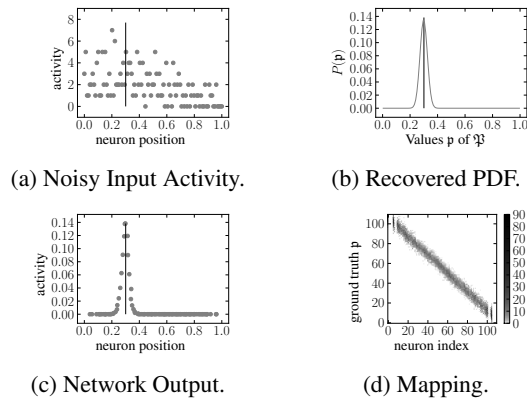 8
6
4
2
0
activity
0.0 0.2 0.4 0.6 0.8 1.0
neuron position
(a) Noisy Input Activity.
0.14
0.12
0.10
0.08
0.06
0.04
0.02
0.00
P(𝔭)
0.0 0.2 0.4 0.6 0.8 1.0
Values 𝔭 of 𝔓
(b) Recovered PDF.
0.14
0.12
0.10
0.08
0.06
0.04
0.02
0.00
activity
0.0 0.2 0.4 0.6 0.8 1.0
neuron position
(c) Network Output.
100
80
60
40
20
0
ground truth 𝔭
0 20 40 60 80 100
neuron index
90
80
70
60
50
40
30
20
10
0
(d) Mapping.